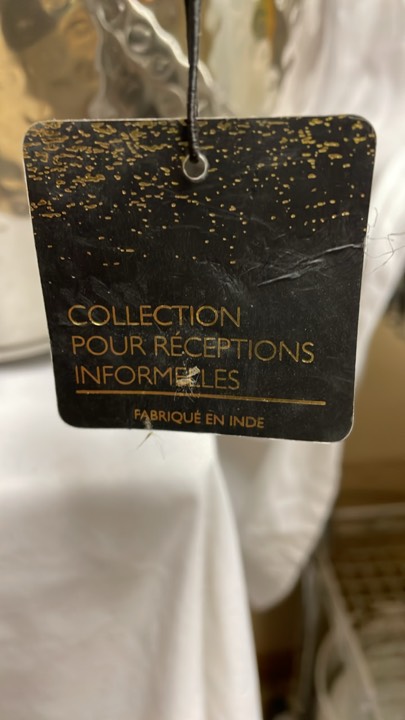 COLLECTION
POUR RÉCEPTIONS
INFORMELLES
FABRIQUÉ EN INDE